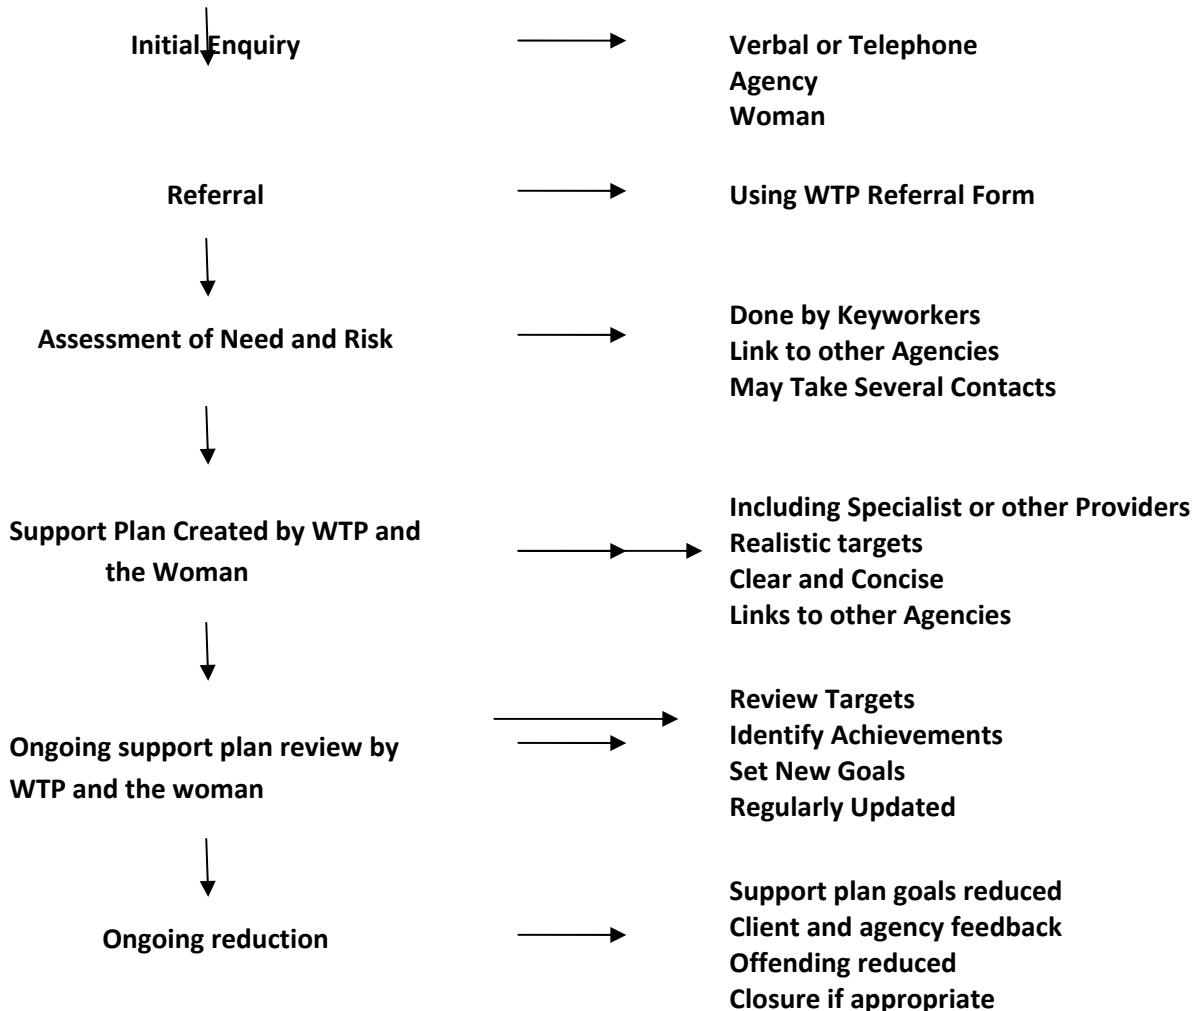 Initial Enquiry
Verbal or Telephone
Agency
Woman
Referral
Using WTP Referral Form
Assessment of Need and Risk
Done by Keyworkers
Link to other Agencies
May Take Several Contacts
Support Plan Created by WTP and
the Woman
Including Specialist or other Providers
Realistic targets
Clear and Concise
Links to other Agencies
Ongoing support plan review by
WTP and the woman
Review Targets
Identify Achievements
Set New Goals
Regularly Updated
Ongoing reduction
Support plan goals reduced
Client and agency feedback
Offending reduced
Closure if appropriate